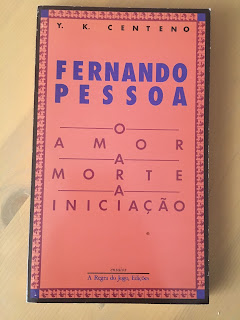 Y. K. CENTENO
FERNANDO
PESSOA
O
AMOR
A
MORTE
A
INICIAÇÃO
A Regra do Jogo, Edições